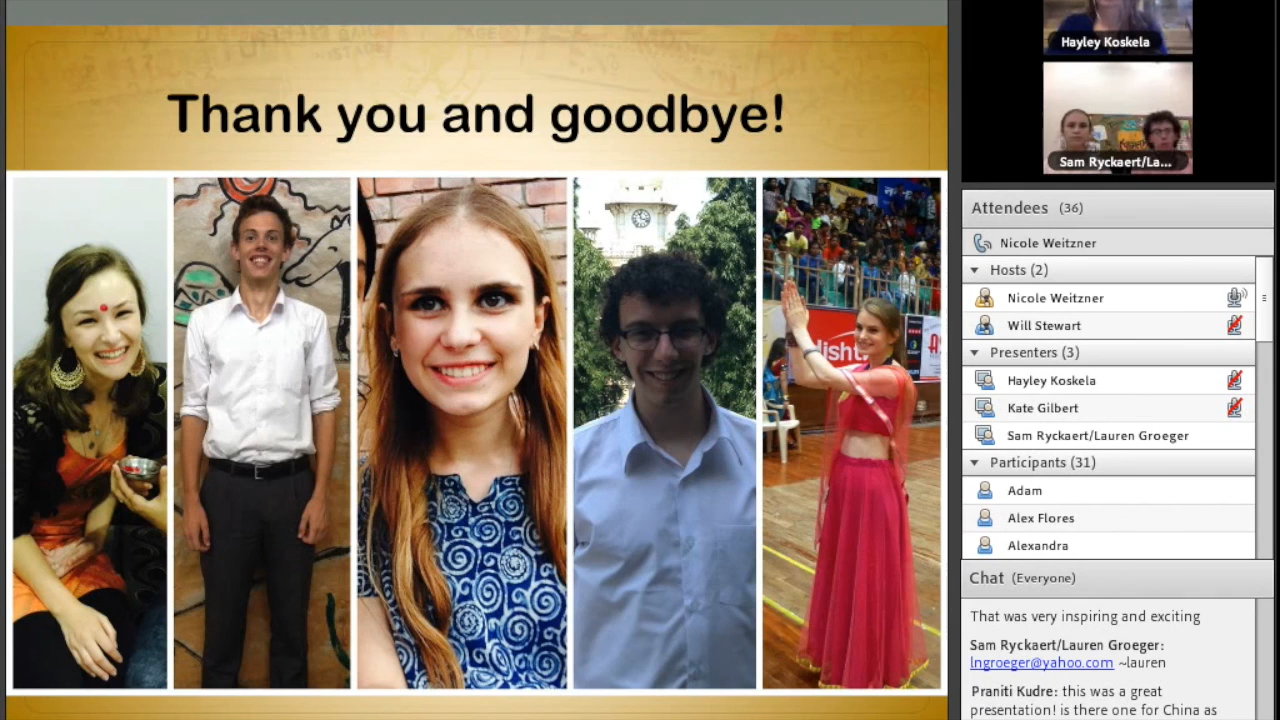 Thank you and goodbye!
disht
Hayley Koskela
Sam Ryckaert/La...
Attendees (36)
Nicole Weitzner
Hosts (2)
Nicole Weitzner
Will Stewart
Presenters (3)
Hayley Koskela
Kate Gilbert
Sam Ryckaert/Lauren Groeger
Participants (31)
Adam
Alex Flores
Alexandra
Chat (Everyone)
That was very inspiring and exciting
Sam Ryckaert/Lauren Groeger:
lngroeger@yahoo.com ~lauren
Praniti Kudre: this was a great
presentation! is there one for China as